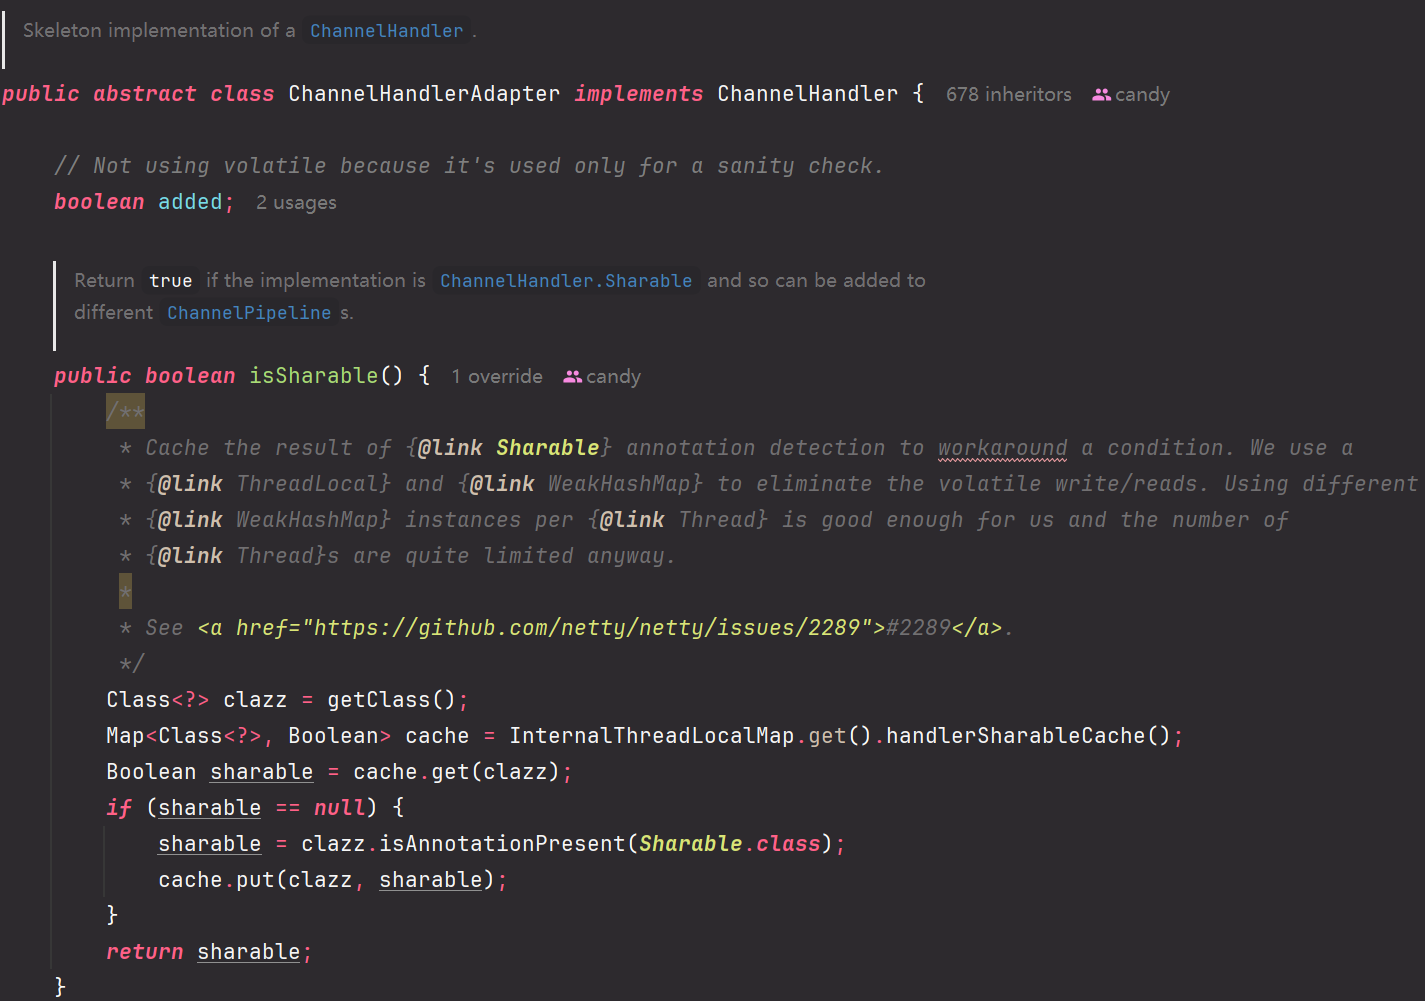 Skeleton implementation of a ChannelHandler.
public abstract class ChannelHandlerAdapter implements ChannelHandler { 678 inheritors candy
// Not using volatile because it's used only for a sanity check.
boolean added; 2 usages
Return true if the implementation is ChannelHandler.Sharable and so can be added to
different ChannelPipeline s.
public boolean isSharable() { 1 override candy
/**
* Cache the result of {@link Sharable} annotation detection to workaround a condition. We use a
* {@link ThreadLocal} and {@link WeakHashMap} to eliminate the volatile write/reads. Using different
* {@link WeakHashMap} instances per {@link Thread} is good enough for us and the number of
* {@link Thread}s are quite limited anyway.
*
* See <a href="https://github.com/netty/netty/issues/2289">#2289</a>.
*/
Class<?> clazz = getClass();
Map<Class<?>, Boolean> cache = InternalThreadLocalMap.get().handlerSharableCache();
Boolean sharable = cache.get(clazz);
if (sharable == null) {
sharable = clazz.isAnnotationPresent(Sharable.class);
cache.put(clazz, sharable);
}
return sharable;
}